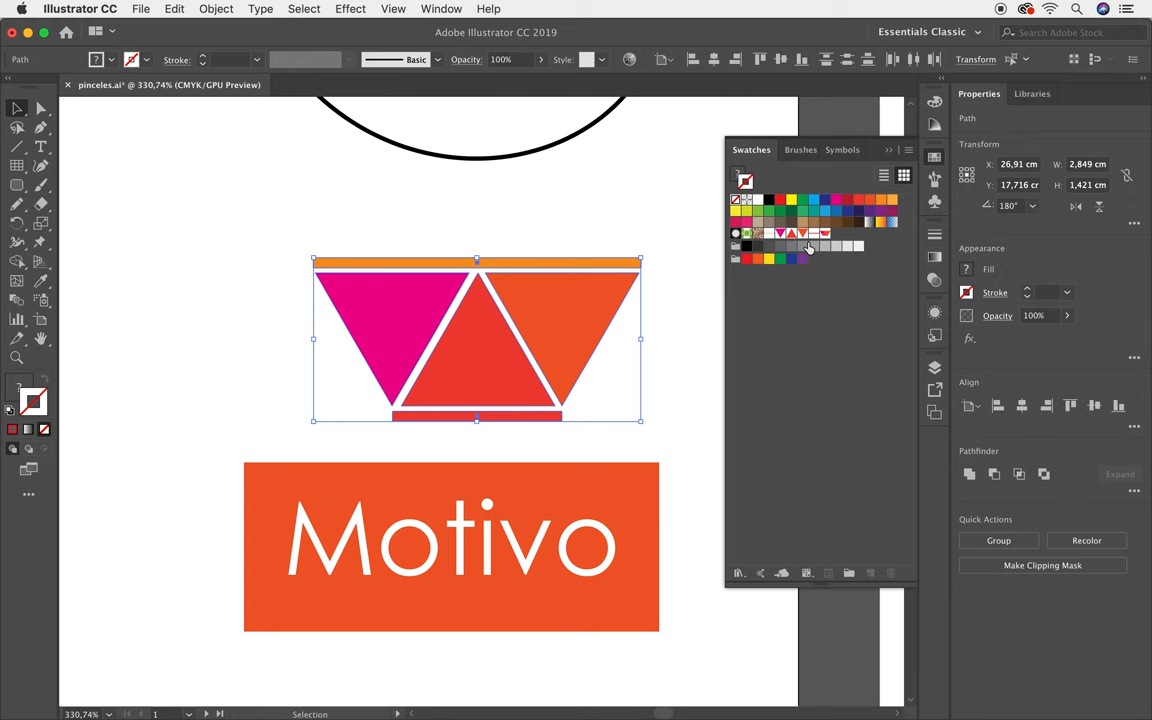 Illustrator CC File Edit Object Type Select Effect View Window Help
Adobe Illustrator CC 2019
Essentials Classic
Search Adobe Stock
Path Stroke: Basic Opacity: 100% Style: Transform
pinceles.ai* @ 330,74% (CMYK/GPU Preview)
Properties Libraries
Path
Transform
X: 26,91 cm W: 2,849 cm
Y: 17,716 cr H: 1,421 cm
180°
Appearance
? Fill
Stroke
Opacity 100%
fx.
Align
Pathfinder
Expand
Quick Actions
Group Recolor
Make Clipping Mask
Swatches Brushes Symbols
?
?
Motivo
330,74% 1 Selection